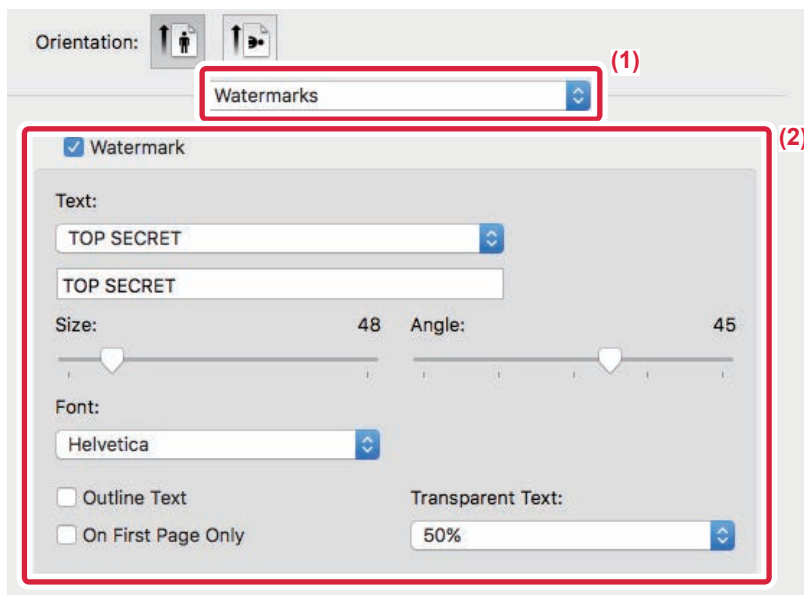 Orientation:
(1)
Watermarks
(2)
Watermark
Text:
TOP SECRET
TOP SECRET
Size: 48 Angle: 45
Font:
Helvetica
Outline Text Transparent Text:
On First Page Only 50%